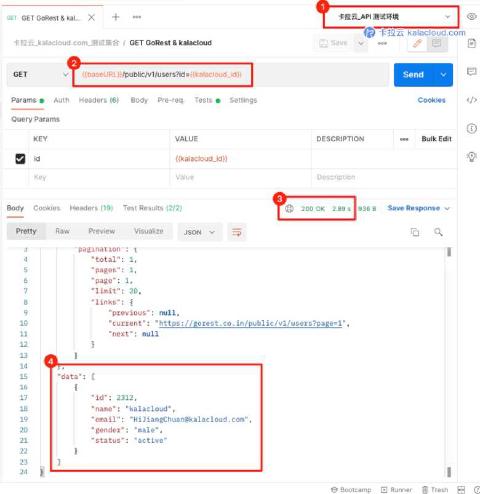 GET GET GoRest & kal...
1
卡拉云_API 测试环境
卡拉云_kalacloud.com_测试集合 / GET GoRest & kalacloud
Save
卡拉云 kalacloud.com
2
GET
{{baseURL}}/public/v1/users?id={{kalacloud_id}}
Send
Params
Auth
Headers (6)
Body
Pre-req.
Tests
Settings
Cookies
Query Params
KEY
VALUE
DESCRIPTION
Bulk Edit
id
{{kalacloud_id}}
Key
Value
Description
3
Body
Cookies
Headers (19)
Test Results (2/2)
200 OK
2.89 s
936 B
Save Response
Pretty
Raw
Preview
Visualize
JSON
3 "pagination": {
4 "total": 1,
5 "pages": 1,
6 "page": 1,
7 "limit": 20,
8 "links": {
9 "previous": null,
10 "current": "https://gorest.co.in/public/v1/users?page=1",
11 "next": null
12 }
13 }
4
14 },
15 "data": [
16 {
17 "id": 2312,
18 "name": "kalacloud",
19 "email": "HiJiangChuan@kalacloud.com",
20 "gender": "male",
21 "status": "active"
22 }
23 ]
24 }
Bootcamp
Runner
Trash